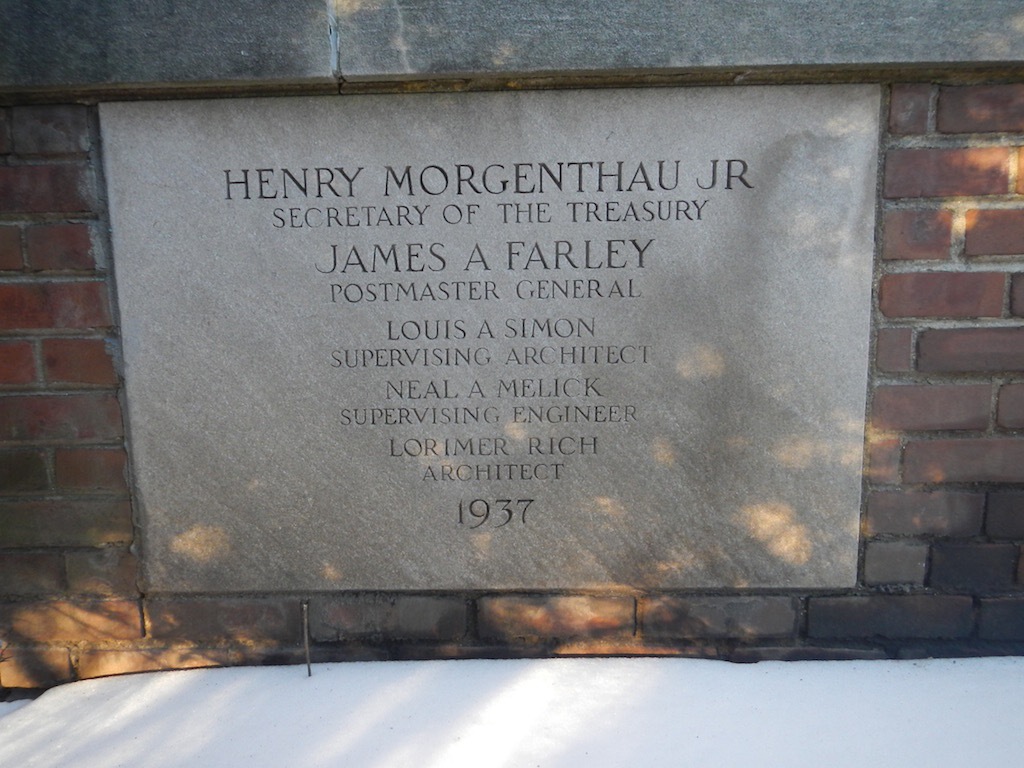 HENRY MORGENTHAU JR
SECRETARY OF THE TREASURY
JAMES A FARLEY
POSTMASTER GENERAL
LOUIS A SIMON
SUPERVISING ARCHITECT
NEAL A MELICK
SUPERVISING ENGINEER
LORIMER RICH
ARCHITECT
1937